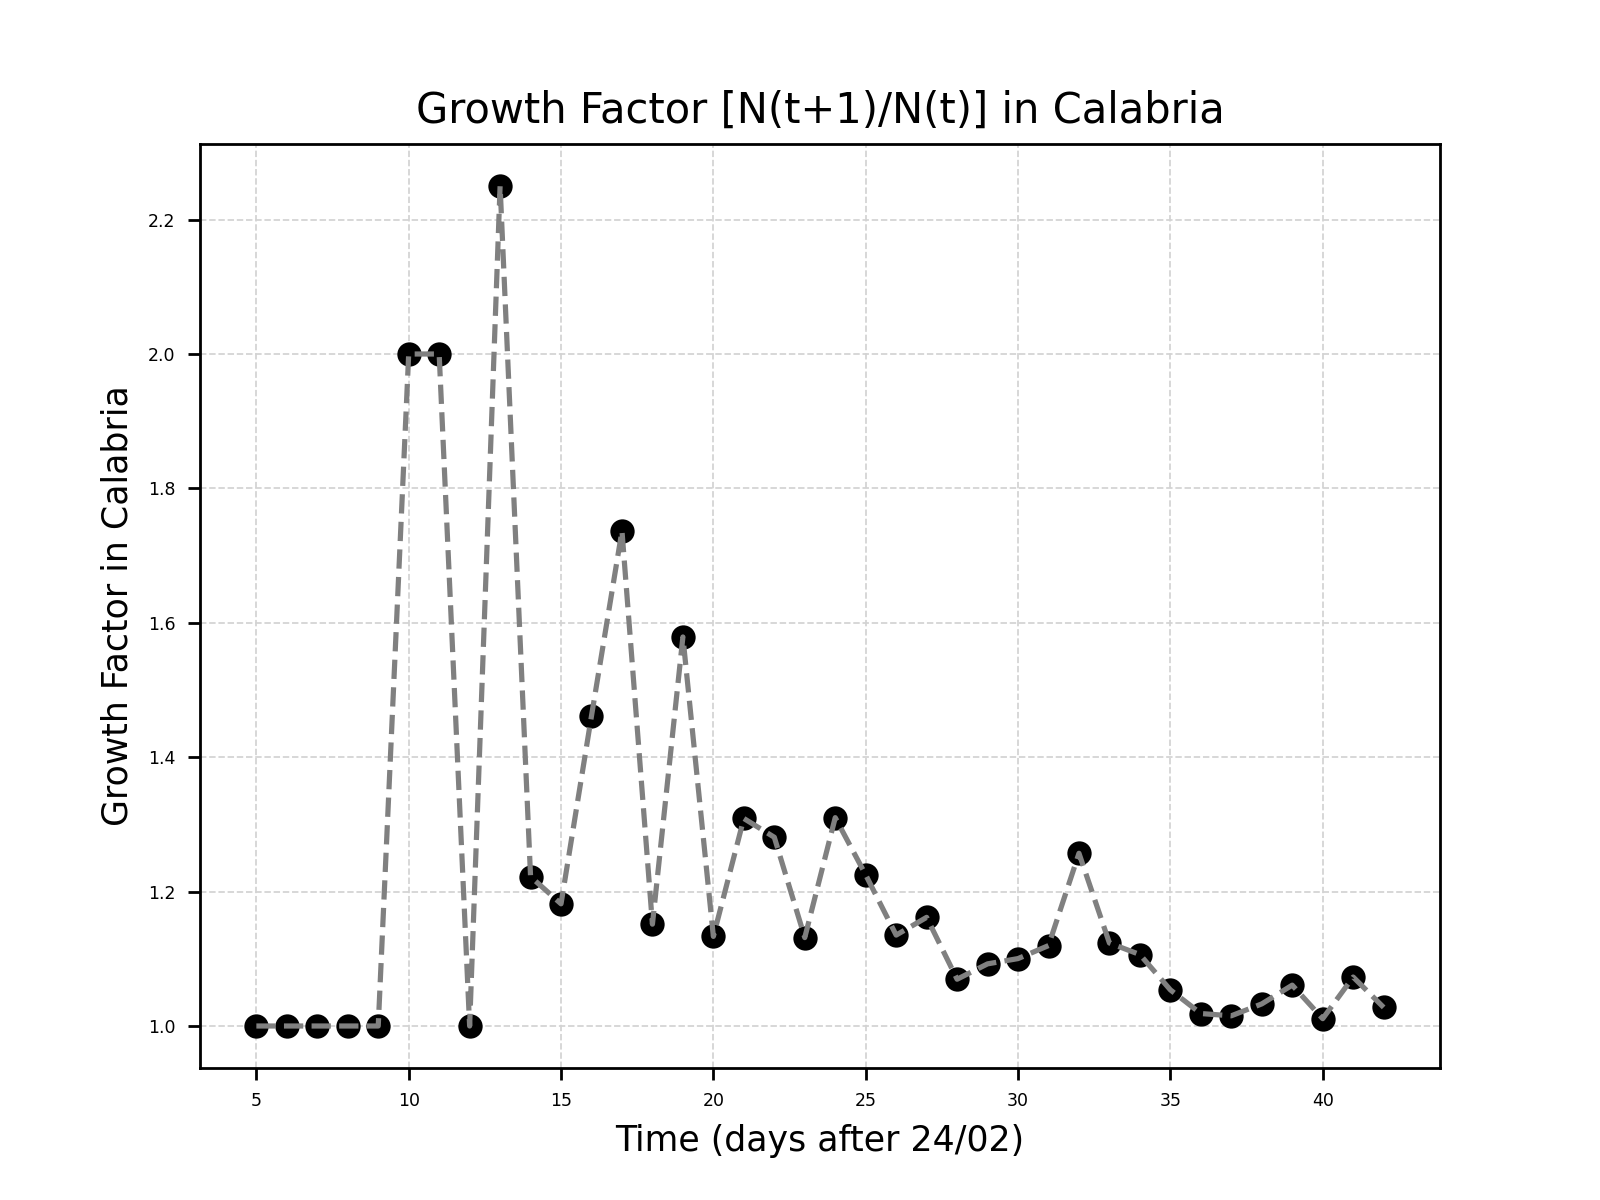 Growth Factor [N(t+1)/N(t)] in Calabria
Growth Factor in Calabria
2.2
2.0
1.8
1.6
1.4
1.2
1.0
5 10 15 20 25 30 35 40
Time (days after 24/02)